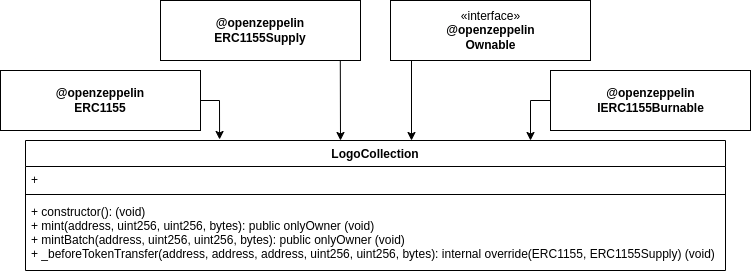 @openzeppelin
ERC1155Supply
«interface»
@openzeppelin
Ownable
@openzeppelin
ERC1155
@openzeppelin
IERC1155Burnable
LogoCollection
+
+ constructor(): (void)
+ mint(address, uint256, uint256, bytes): public onlyOwner (void)
+ mintBatch(address, uint256, uint256, bytes): public onlyOwner (void)
+ _beforeTokenTransfer(address, address, address, uint256, uint256, bytes): internal override(ERC1155, ERC1155Supply) (void)